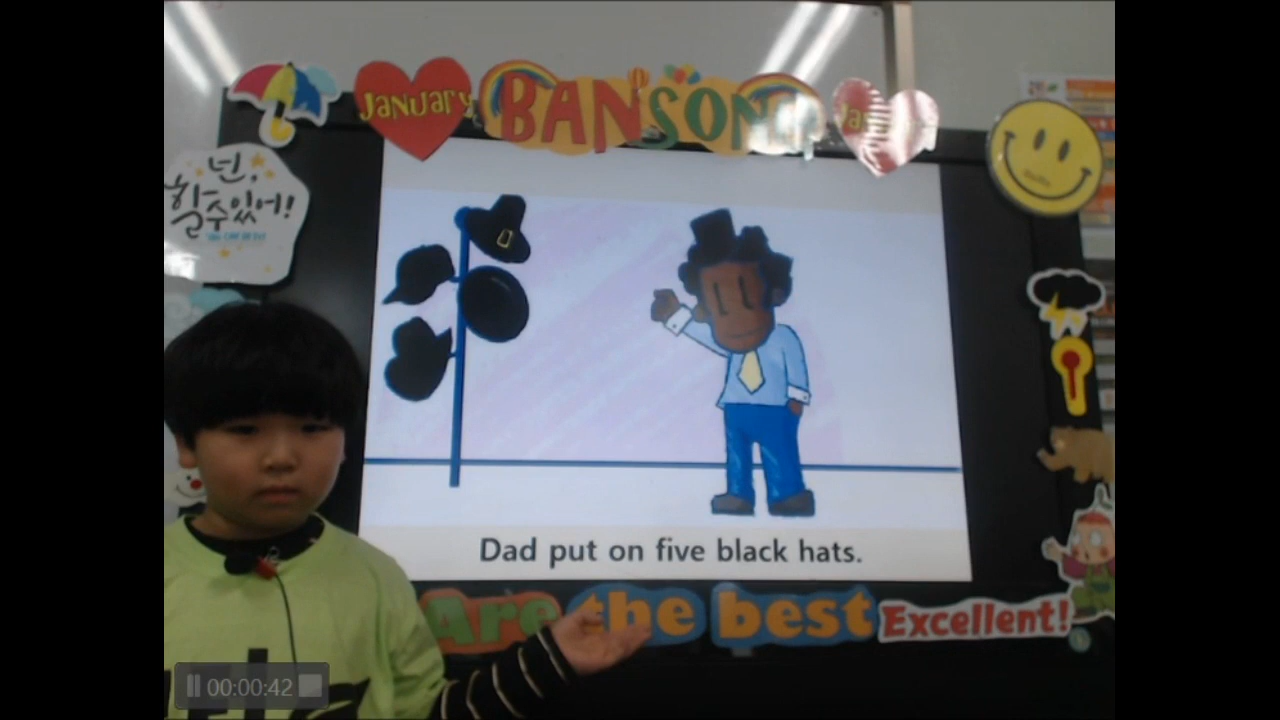 January
BANSONG
넌,
할 수 있어!
Dad put on five black hats.
Are the best
Excellent!
00:00:42